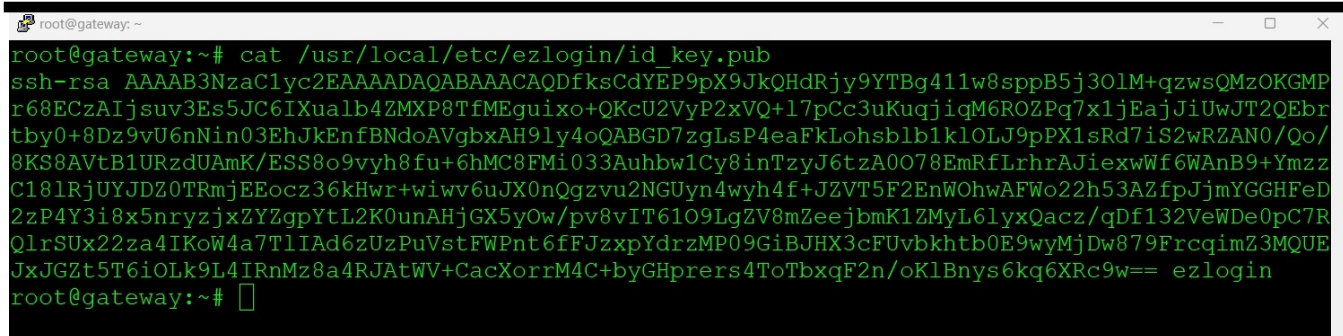 root@gateway: ~
root@gateway:~# cat /usr/local/etc/ezlogin/id_key.pub
ssh-rsa AAAAB3NzaC1yc2EAAAADAQABAAACAQDfksCdYEP9pX9JkQHdRjy9YTBg411w8sppB5j3OlM+qzwsQMzOKGMP
r68ECzAIjsuv3Es5JC6IXualb4ZMXP8TfMEguixo+QKcU2VyP2xVQ+l7pCc3uKuqjiqM6ROZPq7x1jEajJiUwJT2QEbr
tby0+8Dz9vU6nNin03EhJkEnfBNdoAVgbxAH9ly4oQABGD7zgLsP4eaFkLohsblb1klOLJ9pPX1sRd7iS2wRZAN0/Qo/
8KS8AVtB1URzdUAmK/ESS8o9vyh8fu+6hMC8FMi033Auhbw1Cy8inTzyJ6tzA0O78EmRfLrhrAJiexwWf6WAnB9+Ymzz
C18lRjUYJDZ0TRmjEEocz36kHwr+wiwv6uJX0nQgzvu2NGUyn4wyh4f+JZVT5F2EnWOhwAFWo22h53AZfpJjmYGGHFeD
2zP4Y3i8x5nryzjxZYZgpYtL2K0unAHjGX5yOw/pv8vIT61O9LgZV8mZeejbmK1ZMyL6lyxQacz/qDf132VeWDe0pC7R
QlrSUx22za4IKoW4a7TlIAd6zUzPuVstFWPnt6fFJzxpYdrzMP09GiBJHX3cFUvbkhtb0E9wyMjDw879FrcqimZ3MQUE
JxJGZt5T6iOLk9L4IRnMz8a4RJAtWV+CacXorrM4C+byGHprers4ToTbxqF2n/oKlBnys6kq6XRc9w== ezlogin
root@gateway:~#